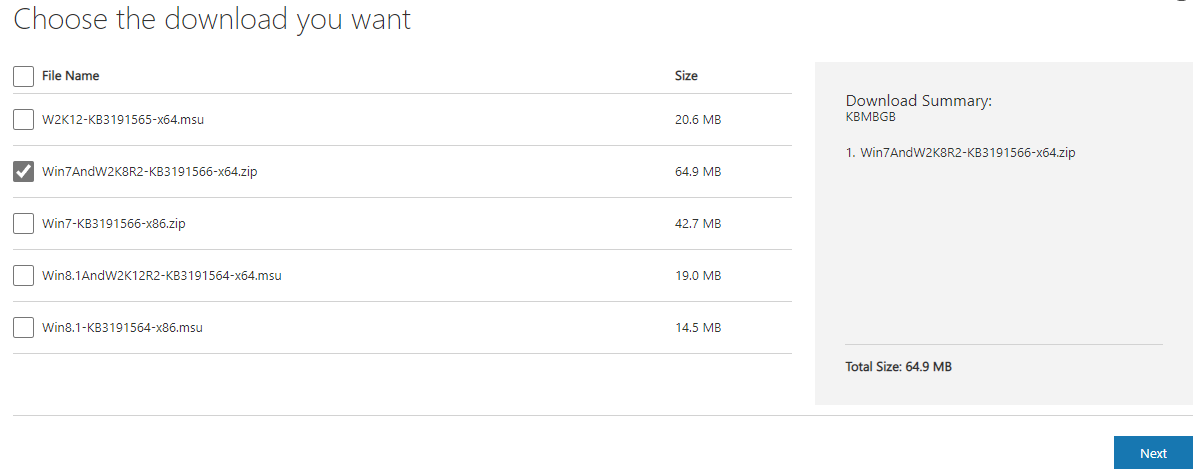 Choose the download you want
File Name Size
W2K12-KB3191565-x64.msu 20.6 MB
Win7AndW2K8R2-KB3191566-x64.zip 64.9 MB
Win7-KB3191566-x86.zip 42.7 MB
Win8.1AndW2K12R2-KB3191564-x64.msu 19.0 MB
Win8.1-KB3191564-x86.msu 14.5 MB
Download Summary:
KBMBGB
1. Win7AndW2K8R2-KB3191566-x64.zip
Total Size: 64.9 MB
Next